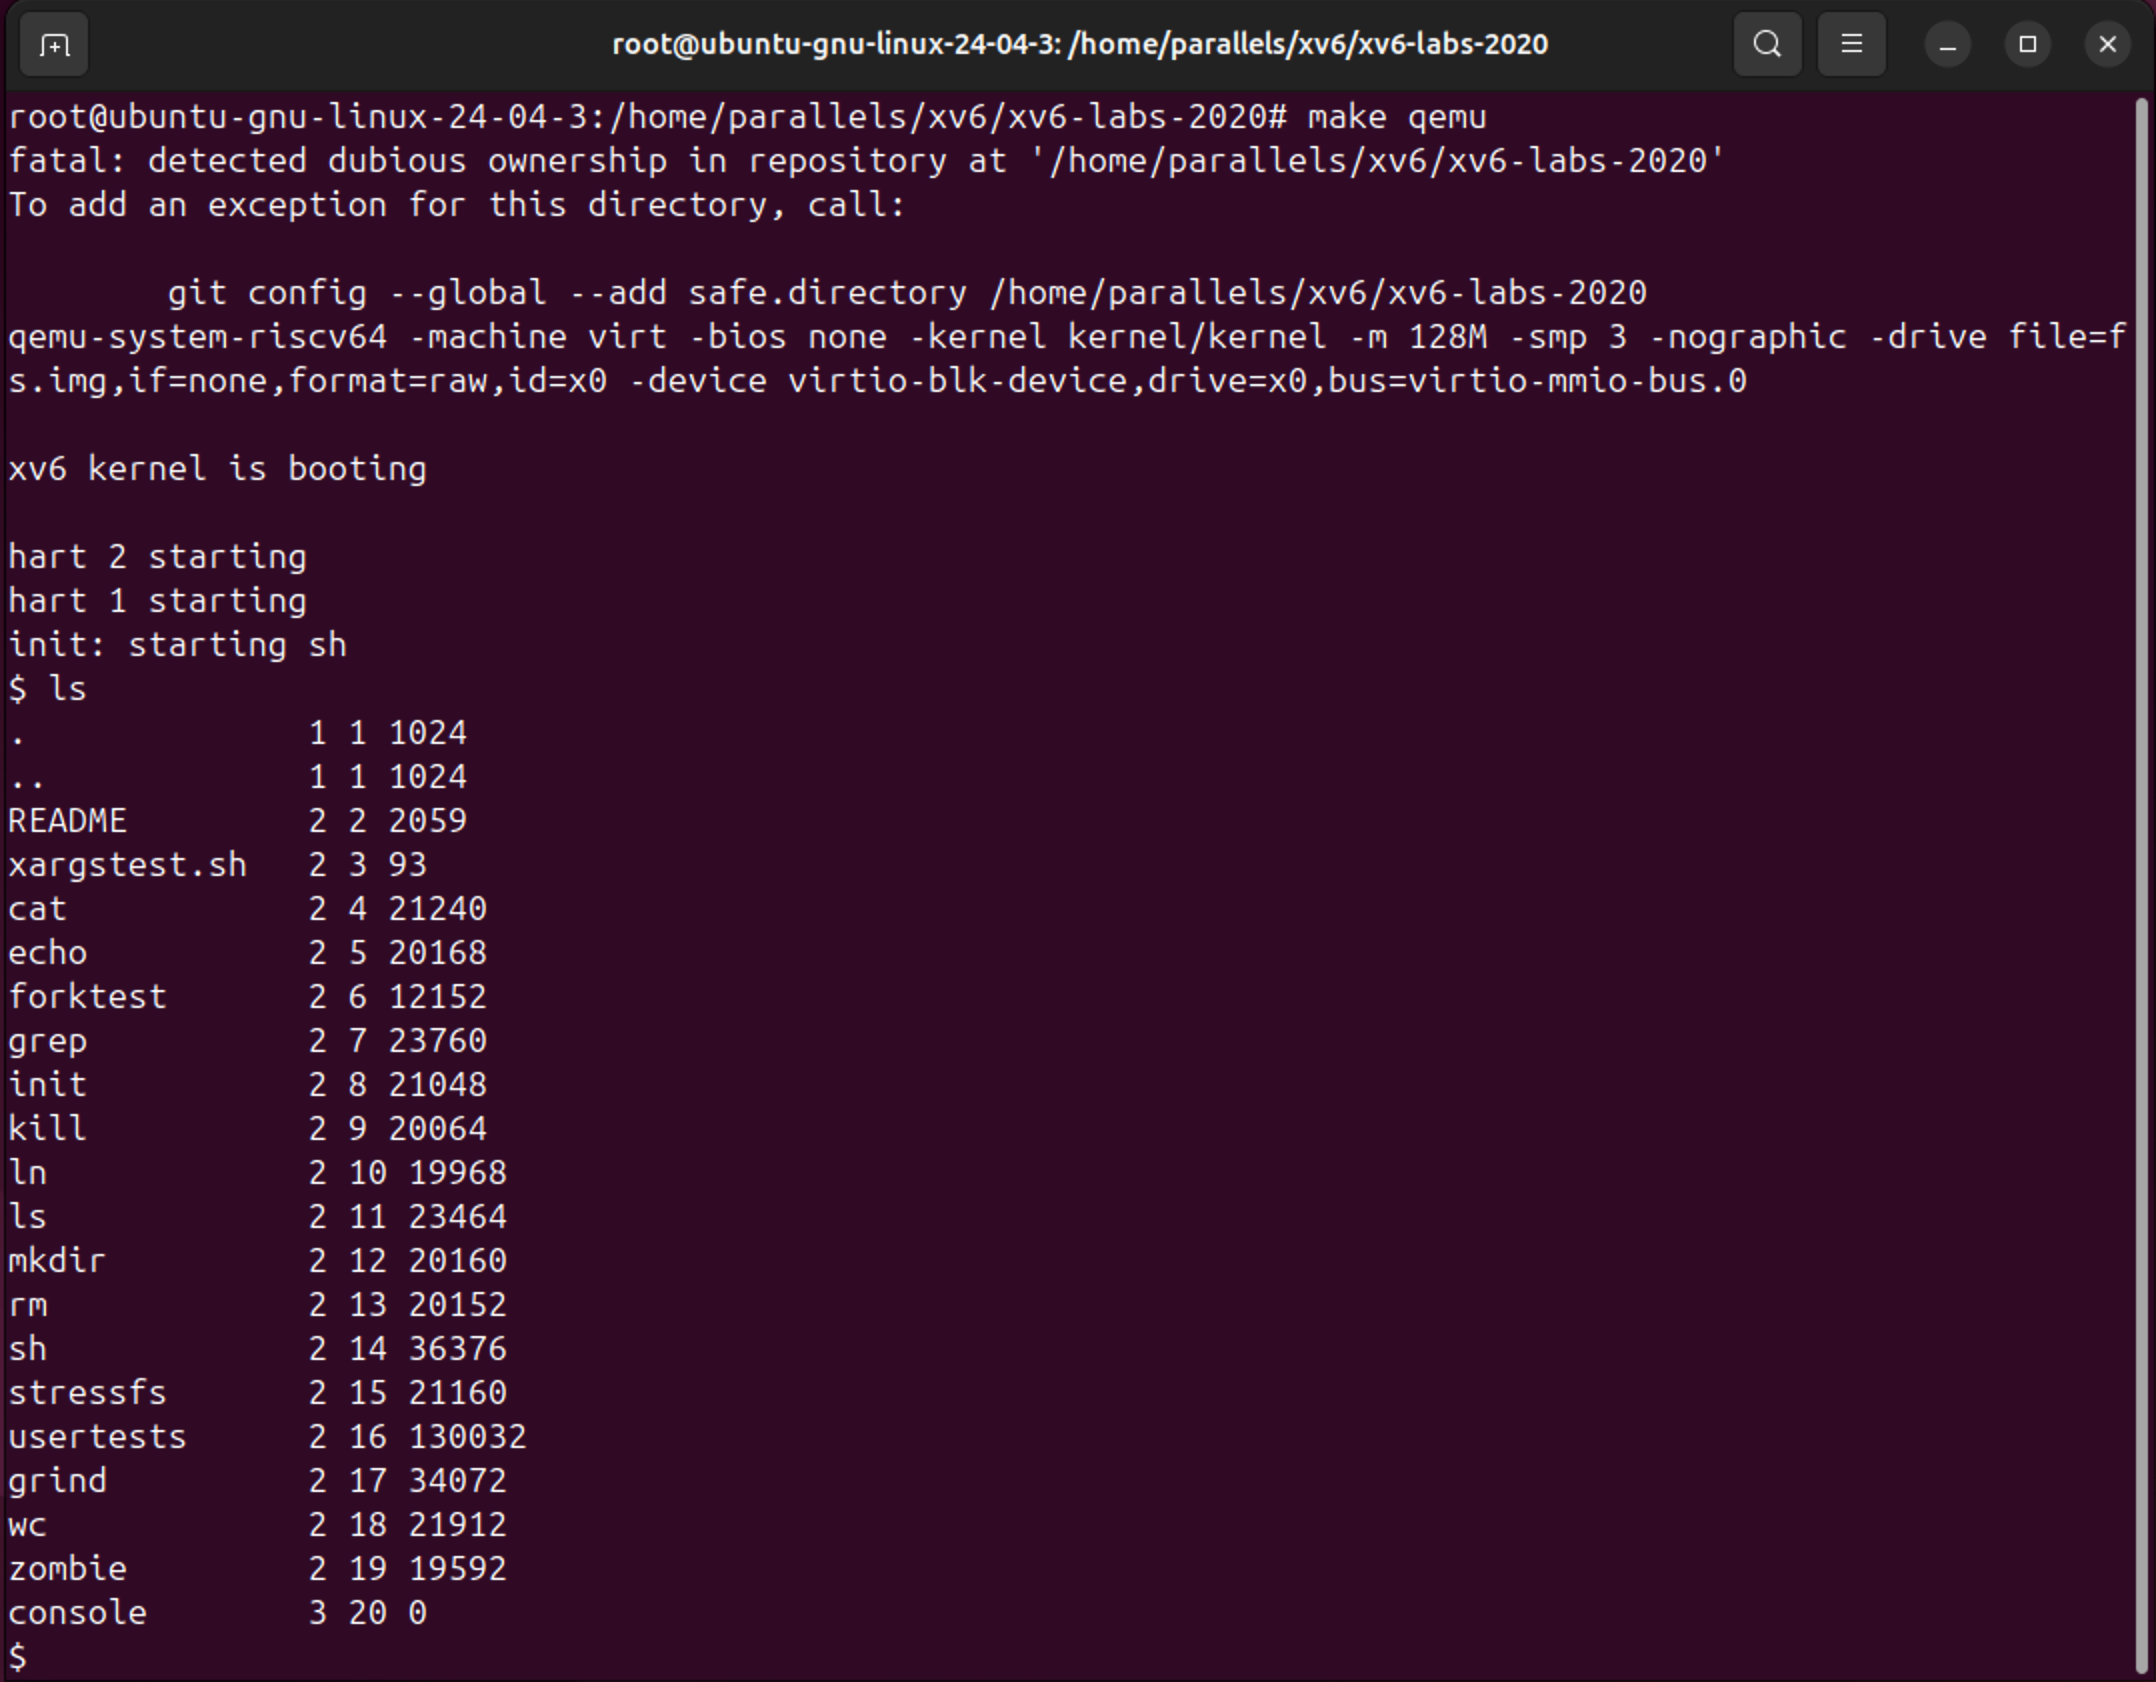 root@ubuntu-gnu-linux-24-04-3: /home/parallels/xv6/xv6-labs-2020
root@ubuntu-gnu-linux-24-04-3:/home/parallels/xv6/xv6-labs-2020# make qemu
fatal: detected dubious ownership in repository at '/home/parallels/xv6/xv6-labs-2020'
To add an exception for this directory, call:
        git config --global --add safe.directory /home/parallels/xv6/xv6-labs-2020
qemu-system-riscv64 -machine virt -bios none -kernel kernel/kernel -m 128M -smp 3 -nographic -drive file=f
s.img,if=none,format=raw,id=x0 -device virtio-blk-device,drive=x0,bus=virtio-mmio-bus.0
xv6 kernel is booting
hart 2 starting
hart 1 starting
init: starting sh
$ ls
.              1 1 1024
..             1 1 1024
README         2 2 2059
xargstest.sh   2 3 93
cat            2 4 21240
echo           2 5 20168
forktest       2 6 12152
grep           2 7 23760
init           2 8 21048
kill           2 9 20064
ln             2 10 19968
ls             2 11 23464
mkdir          2 12 20160
rm             2 13 20152
sh             2 14 36376
stressfs       2 15 21160
usertests      2 16 130032
grind          2 17 34072
wc             2 18 21912
zombie         2 19 19592
console        3 20 0
$